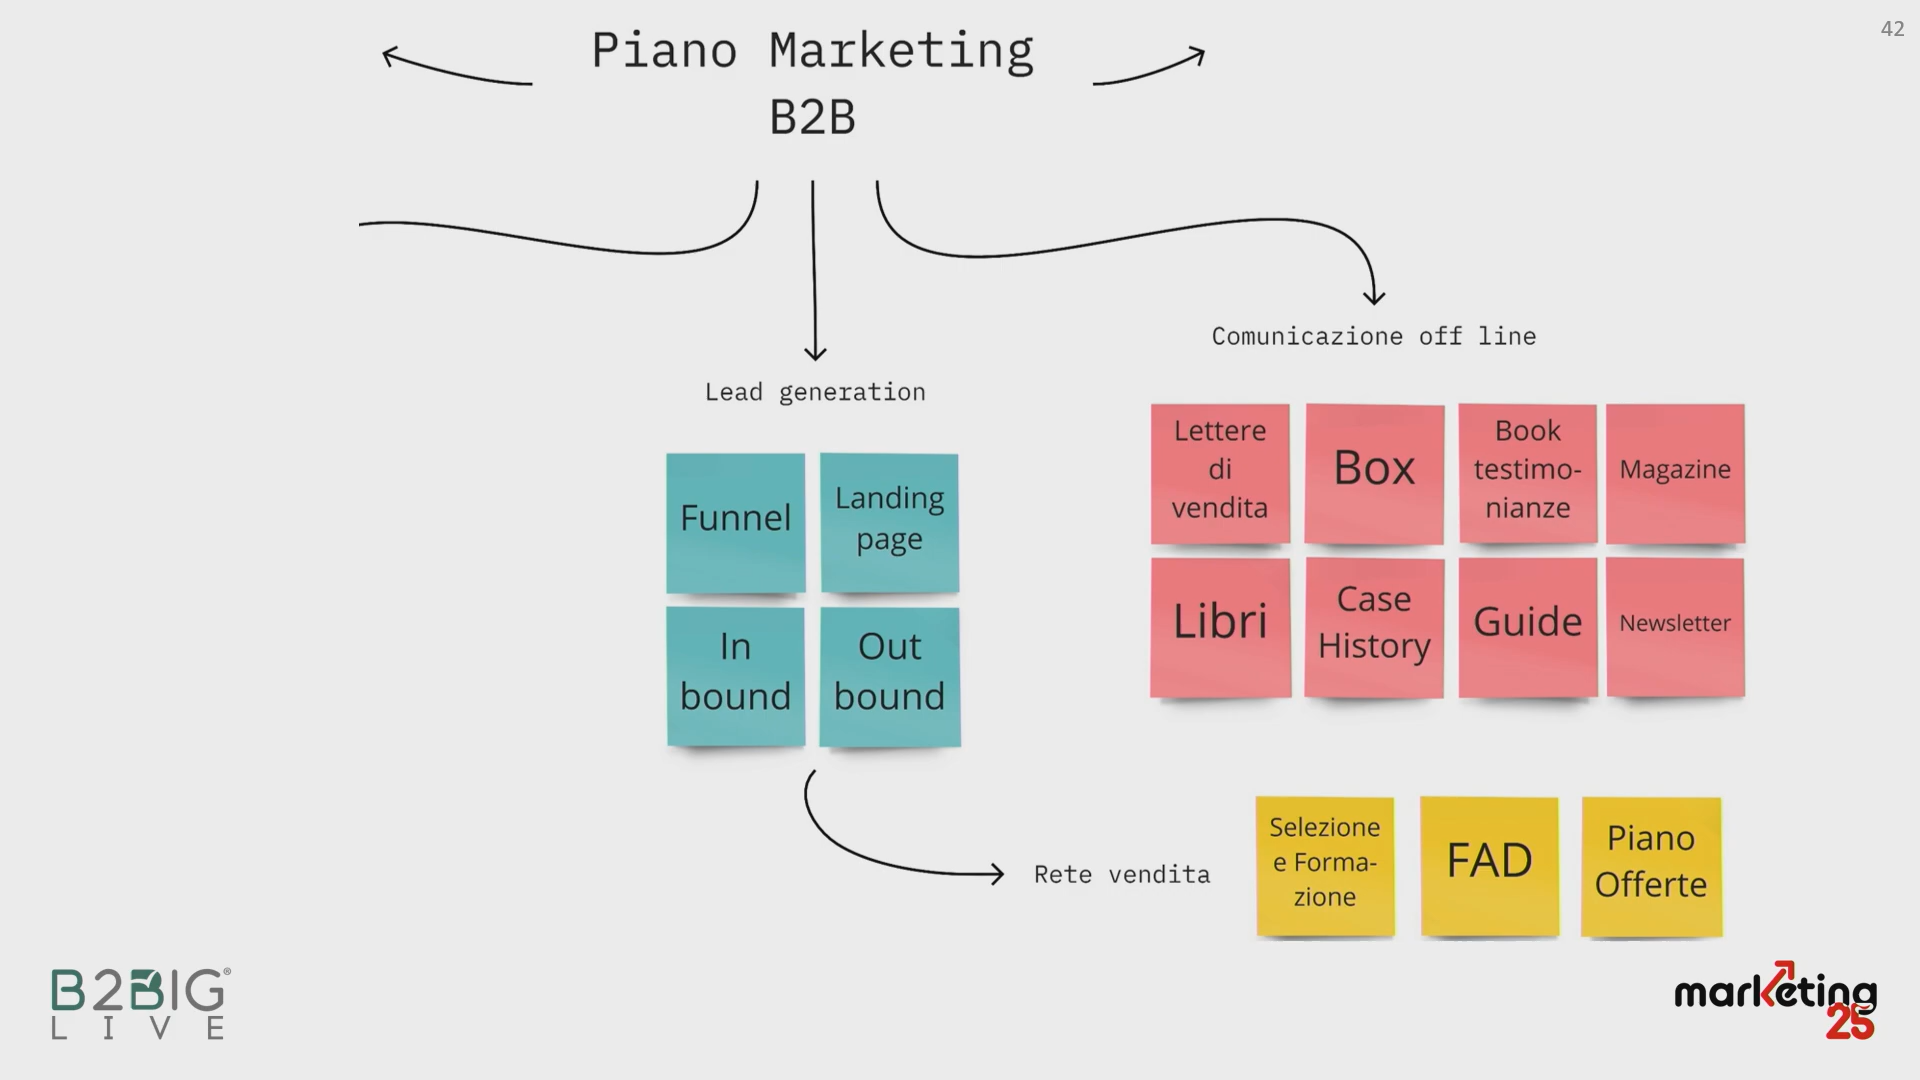 42
Piano Marketing
B2B
Comunicazione off line
Lead generation
Funnel
Landing
page
In
bound
Out
bound
Lettere
di
vendita
Box
Book
testimo-
nianze
Magazine
Libri
Case
History
Guide
Newsletter
Rete vendita
Selezione
e Forma-
zione
FAD
Piano
Offerte
B2BIG®
LIVE
marketing
25